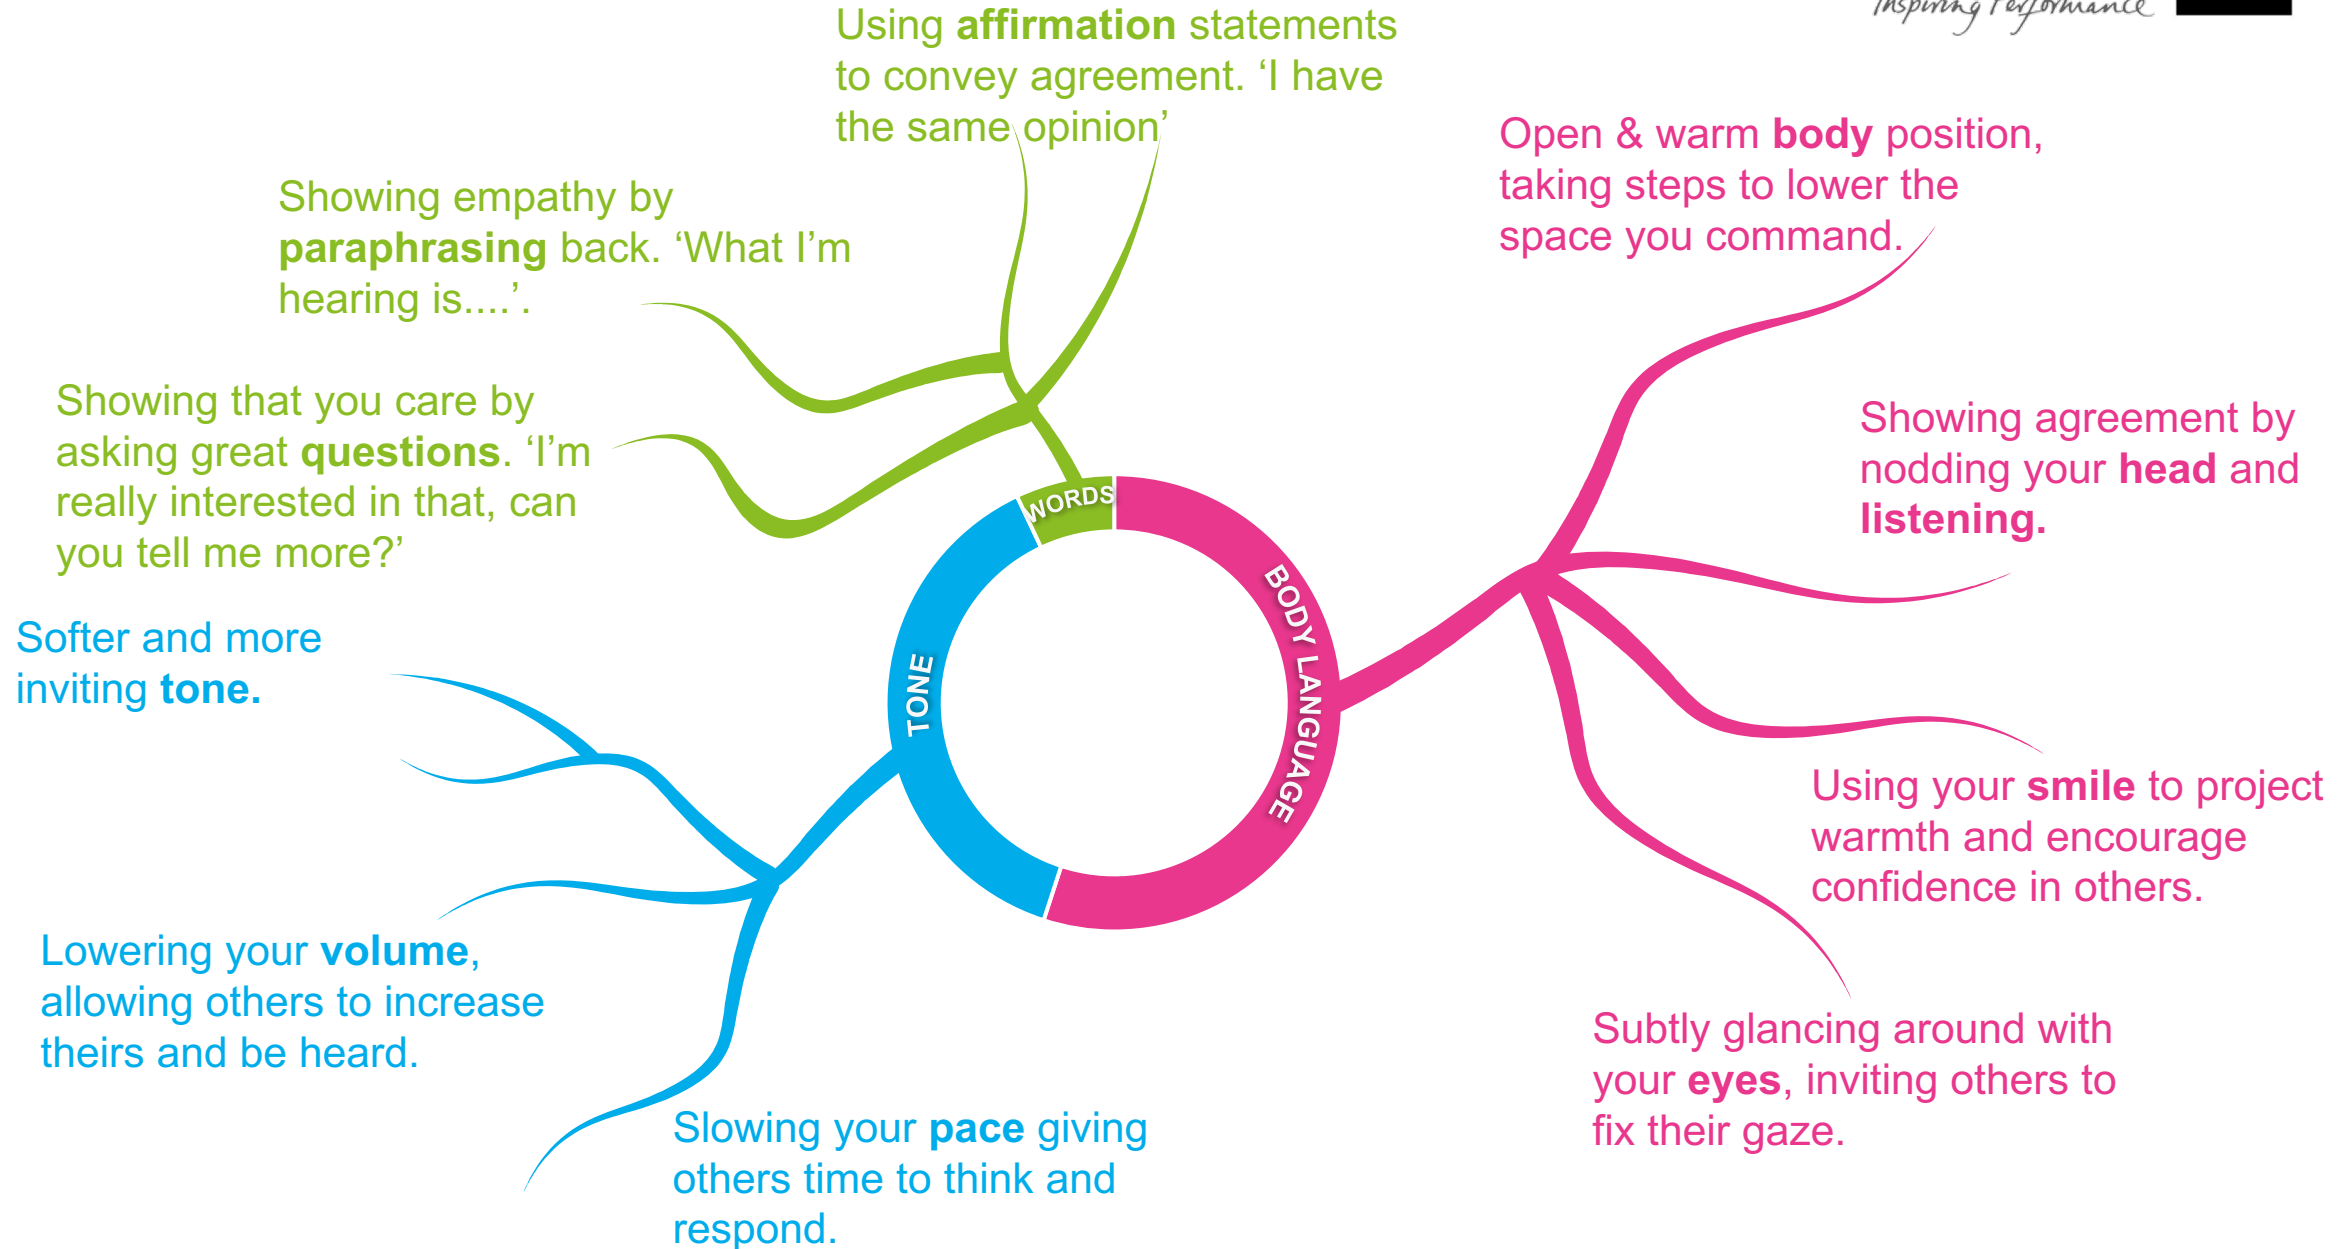 Inspiring Performance
Using affirmation statements
to convey agreement. ‘I have
the same opinion’
Showing empathy by
paraphrasing back. ‘What I’m
hearing is....’.
Showing that you care by
asking great questions. ‘I’m
really interested in that, can
you tell me more?’
Softer and more
inviting tone.
Lowering your volume,
allowing others to increase
theirs and be heard.
Slowing your pace giving
others time to think and
respond.
WORDS
TONE
BODY LANGUAGE
Open & warm body position,
taking steps to lower the
space you command.
Showing agreement by
nodding your head and
listening.
Using your smile to project
warmth and encourage
confidence in others.
Subtly glancing around with
your eyes, inviting others to
fix their gaze.